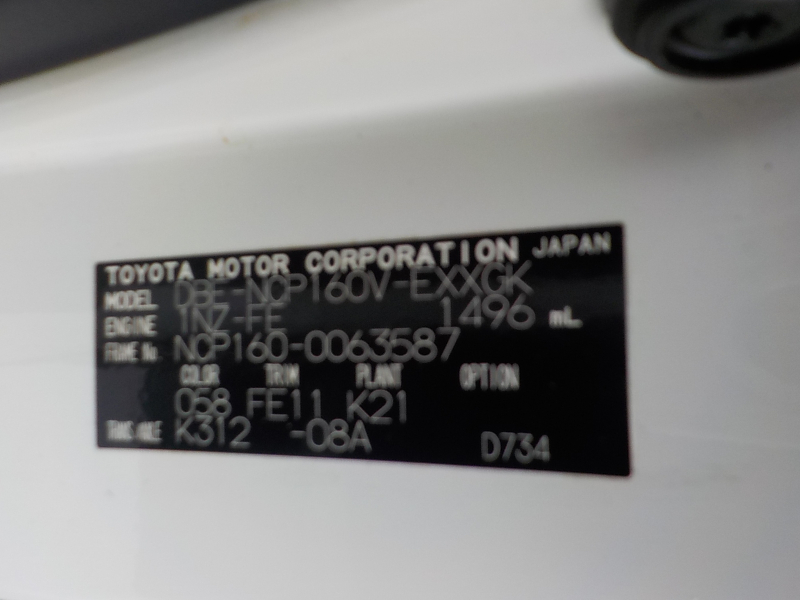 TOYOTA MOTOR CORPORATION JAPAN
MODEL DBE-NCP160V-EXXGK
ENGINE 1NZ-FE 1496 mL
FRAME No. NCP160-0063587
COLOR TRIM PLANT OPTION
058 FE11 K21
TRANS/AXLE K312 -08A D734